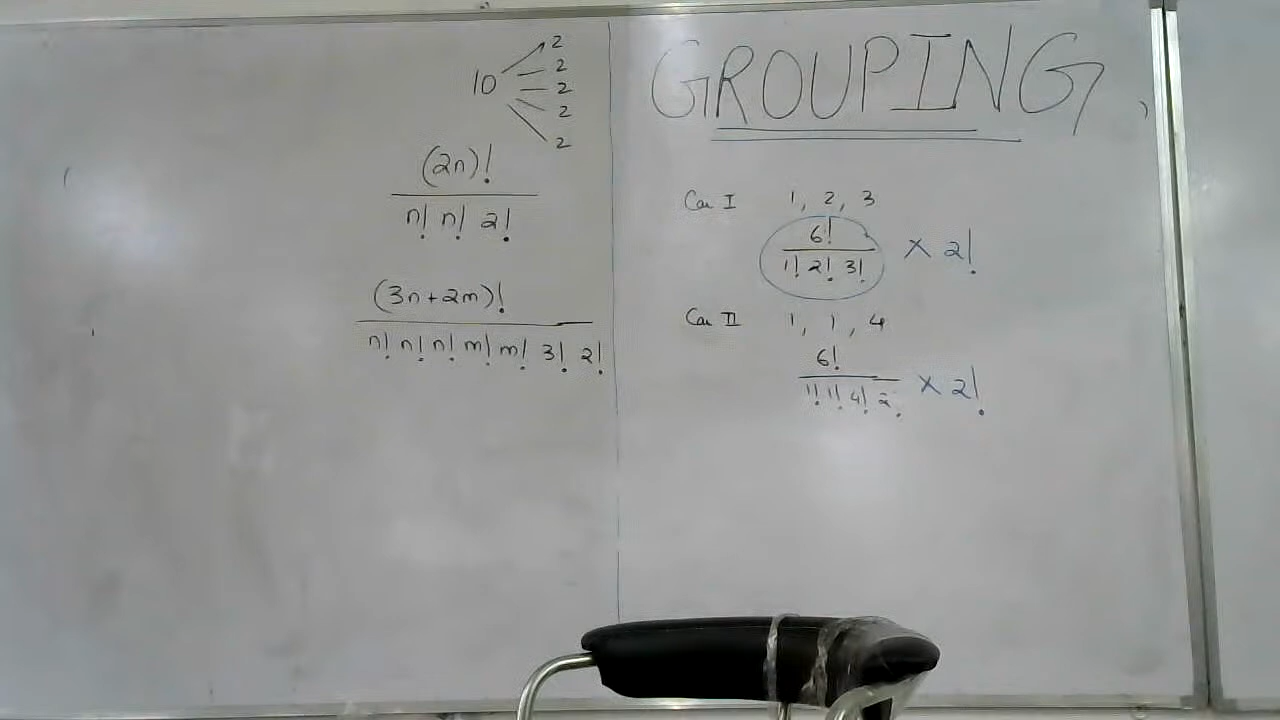 10 2
2
2
2
2
(2n)!
n! n! 2!
(3n+2m)!
n! n! n! m! m! 3! 2!
GROUPING,
Case I 1, 2, 3
6!
1! 2! 3!
× 2!
Case II 1, 1, 4
6!
1! 1! 4! 2!
× 2!